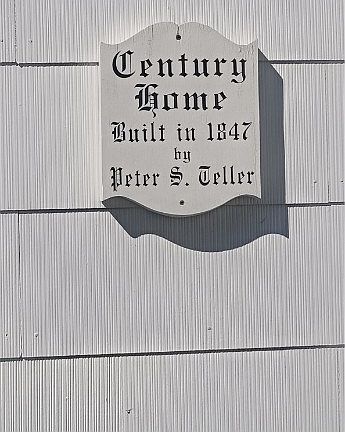 Century
Home
Built in 1847
by
Peter S. Teller